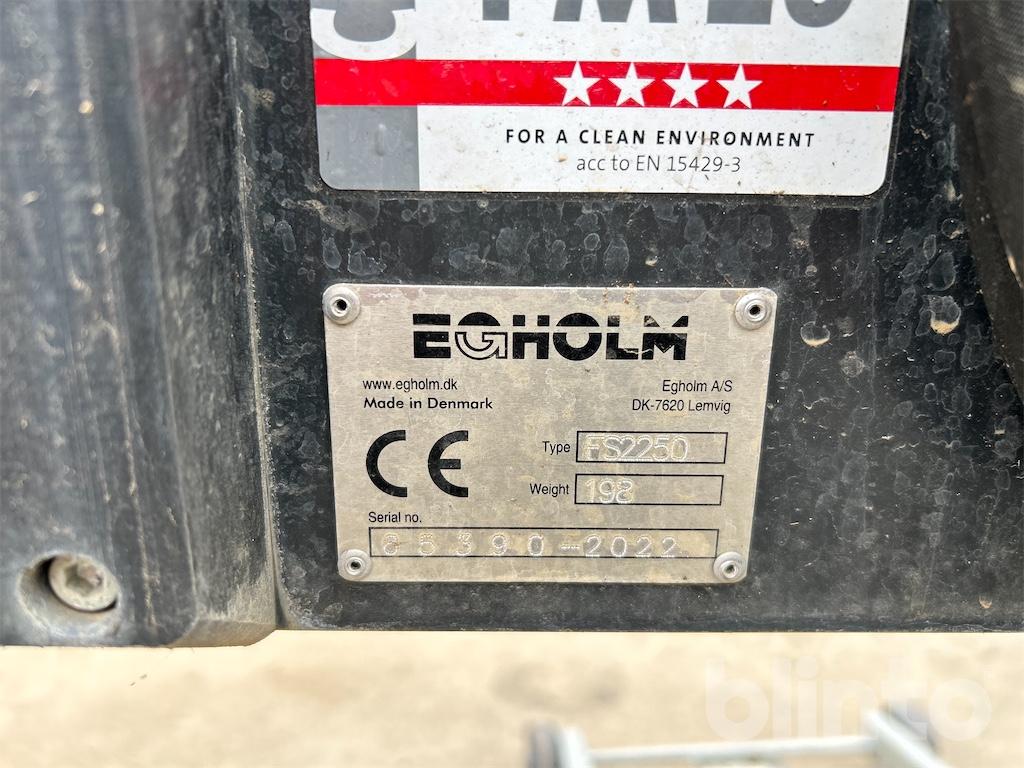 FOR A CLEAN ENVIRONMENT
acc to EN 15429-3
EGHOLM
www.egholm.dk
Made in Denmark
Egholm A/S
DK-7620 Lemvig
CE
Type FS2250
Weight 198
Serial no.
blinto